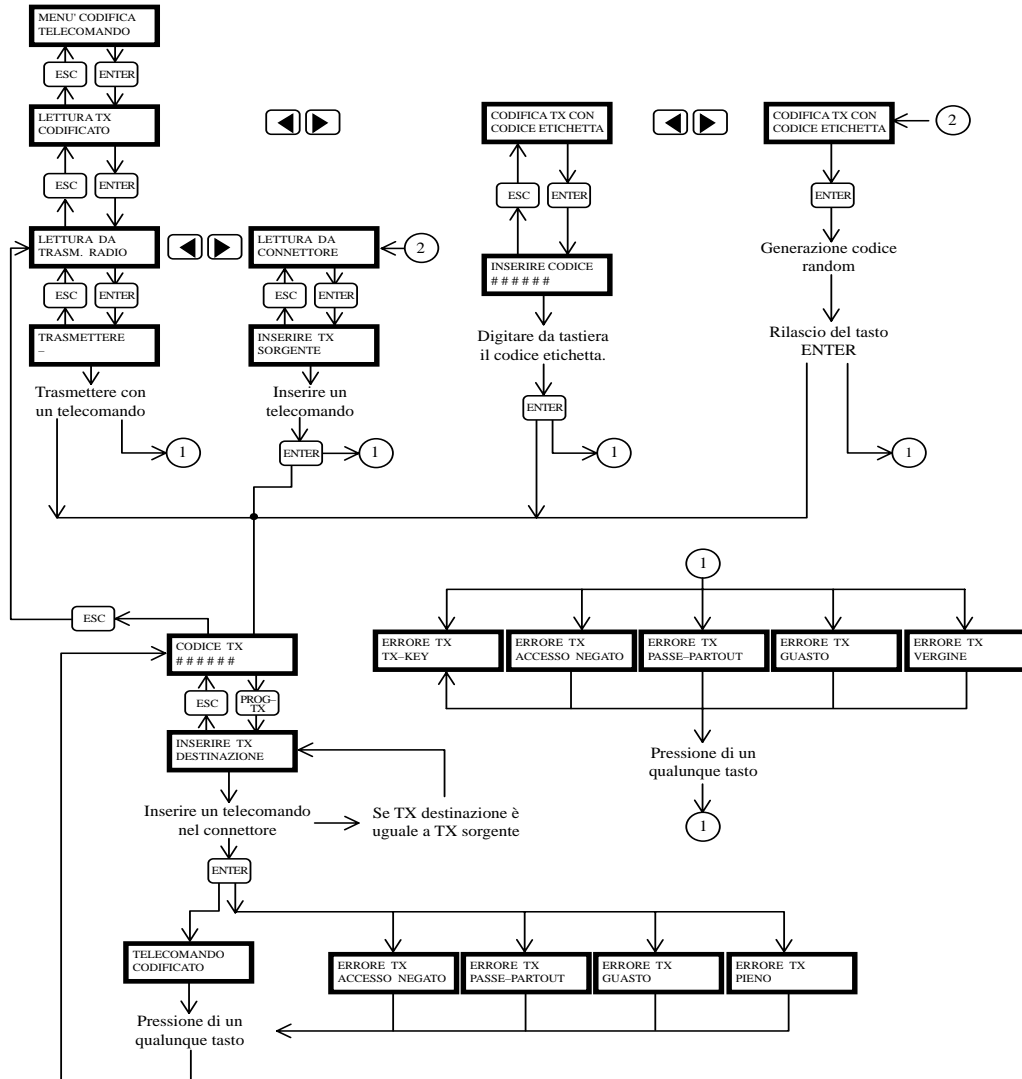 MENU' CODIFICA
TELECOMANDO
ESC
ENTER
LETTURA TX
CODIFICATO
CODIFICA TX CON
CODICE ETICHETTA
CODIFICA TX CON
CODICE ETICHETTA
2
ESC
ENTER
ESC
ENTER
ENTER
LETTURA DA
TRASM. RADIO
LETTURA DA
CONNETTORE
2
INSERIRE CODICE
# # # # # #
Generazione codice
random
ESC
ENTER
ESC
ENTER
TRASMETTERE
–
INSERIRE TX
SORGENTE
Digitare da tastiera
il codice etichetta.
Rilascio del tasto
ENTER
Trasmettere con
un telecomando
Inserire un
telecomando
ENTER
1
ENTER
1
1
1
1
ESC
CODICE TX
# # # # # #
ERRORE TX
TX–KEY
ERRORE TX
ACCESSO NEGATO
ERRORE TX
PASSE–PARTOUT
ERRORE TX
GUASTO
ERRORE TX
VERGINE
ESC
PROG–
TX
INSERIRE TX
DESTINAZIONE
Pressione di un
qualunque tasto
Inserire un telecomando
nel connettore
Se TX destinazione è
uguale a TX sorgente
1
ENTER
TELECOMANDO
CODIFICATO
ERRORE TX
ACCESSO NEGATO
ERRORE TX
PASSE–PARTOUT
ERRORE TX
GUASTO
ERRORE TX
PIENO
Pressione di un
qualunque tasto